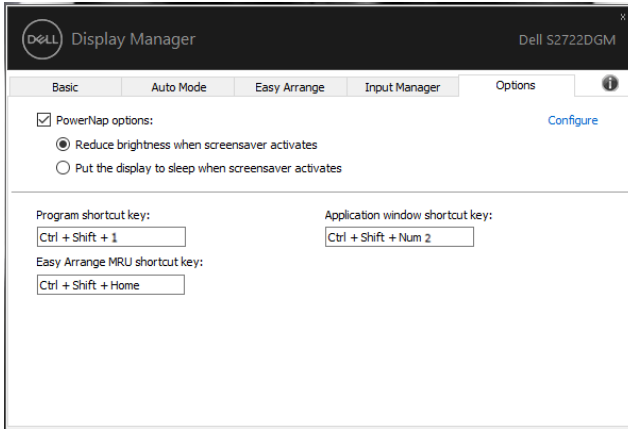 DELL Display Manager
Dell S2722DGM
x
Basic
Auto Mode
Easy Arrange
Input Manager
Options
i
PowerNap options:
Configure
Reduce brightness when screensaver activates
Put the display to sleep when screensaver activates
Program shortcut key:
Application window shortcut key:
Ctrl + Shift + 1
Ctrl + Shift + Num 2
Easy Arrange MRU shortcut key:
Ctrl + Shift + Home